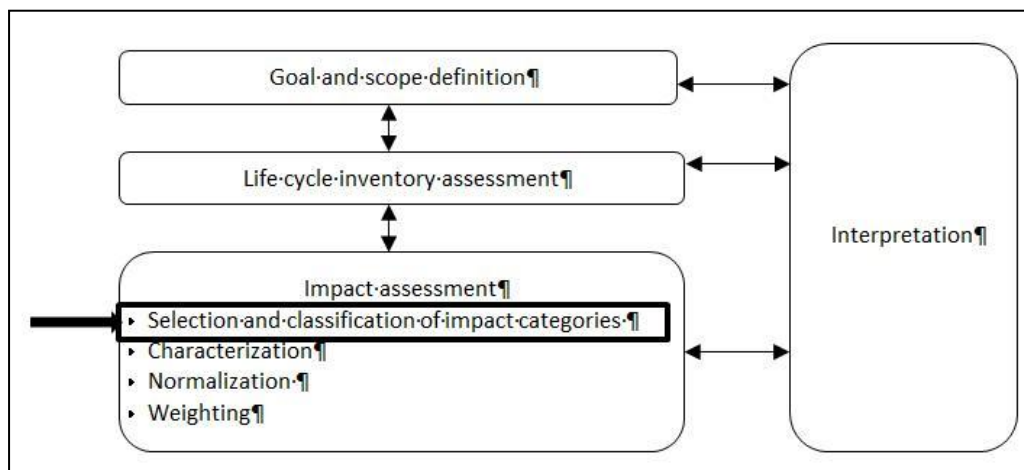 Goal·and·scope·definition¶
Life·cycle·inventory·assessment¶
Interpretation¶
Impact·assessment¶
‣ Selection·and·classification·of·impact·categories·¶
‣ Characterization¶
‣ Normalization·¶
‣ Weighting¶